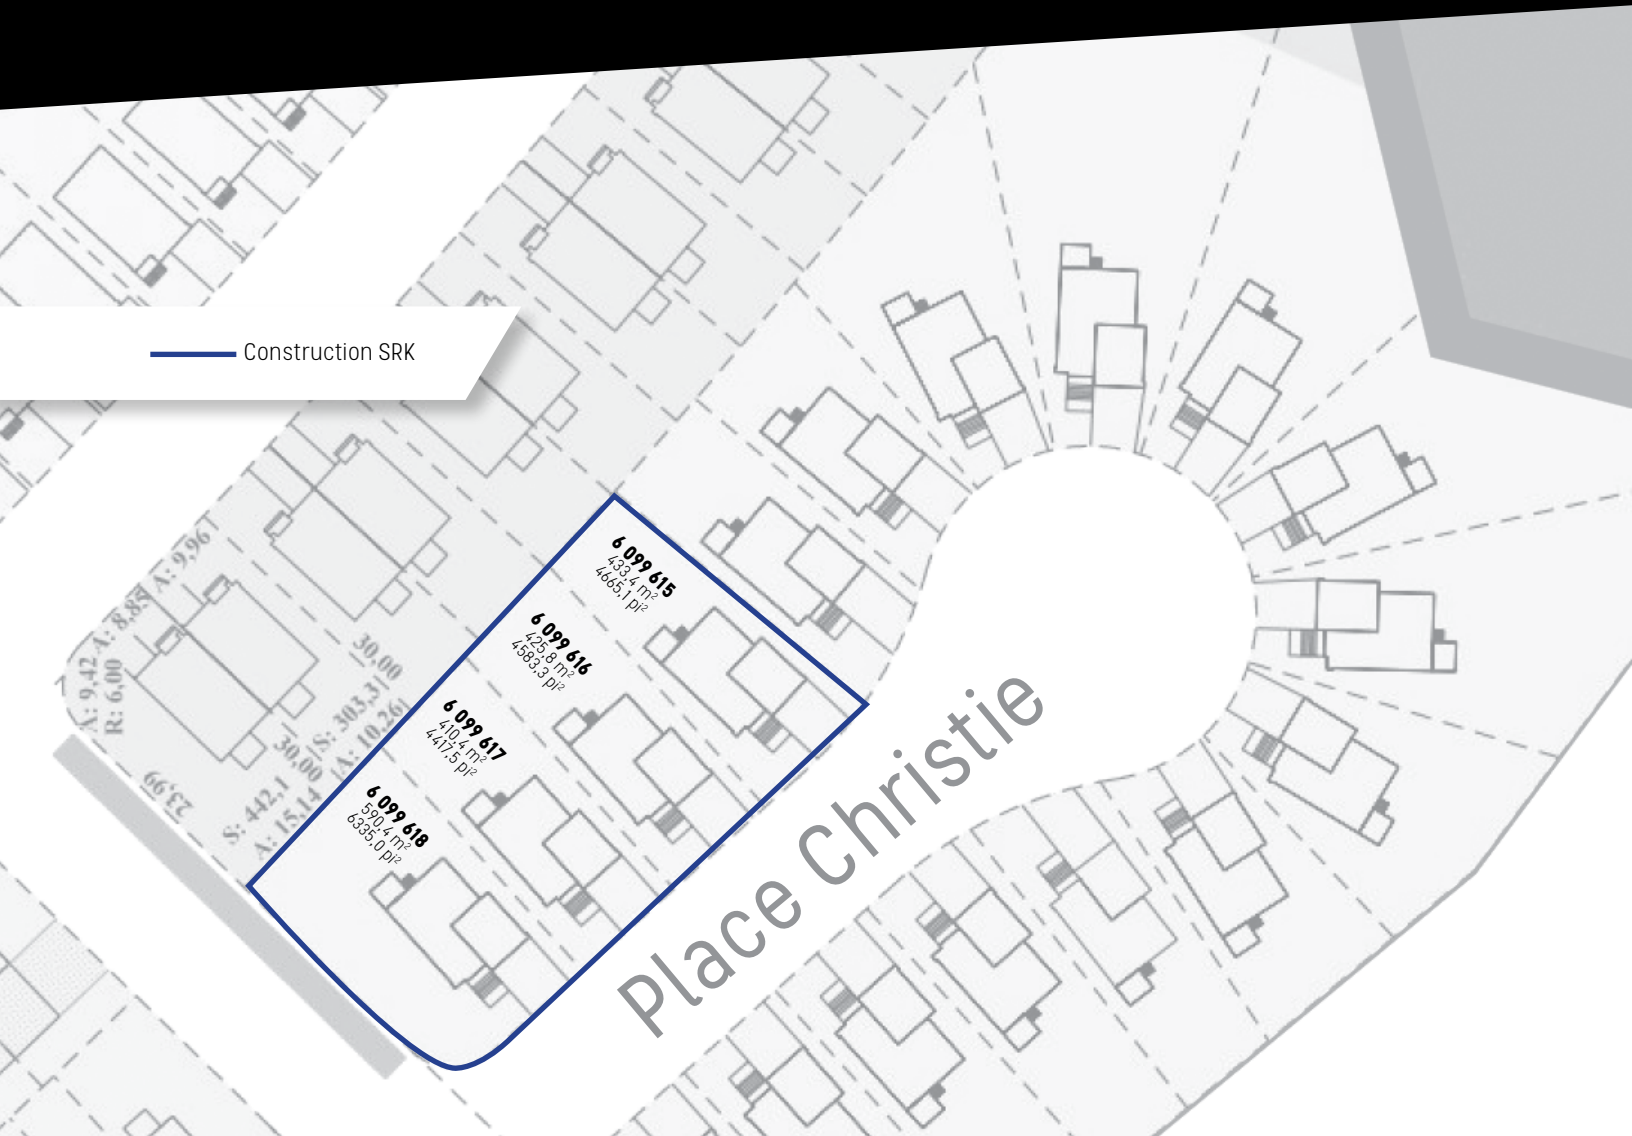 Construction SRK
6 099 615
433,4 m²
4665,1 pi²
6 099 616
425,8 m²
4583,3 pi²
6 099 617
410,4 m²
4417,5 pi²
6 099 618
590,4 m²
6335,0 pi²
Place Christie
A: 9,96
A: 8,85
A: 9,42
R: 6,00
30,00
S: 303,3
A: 10,26
30,00
S: 442,1
A: 15,14
23,99